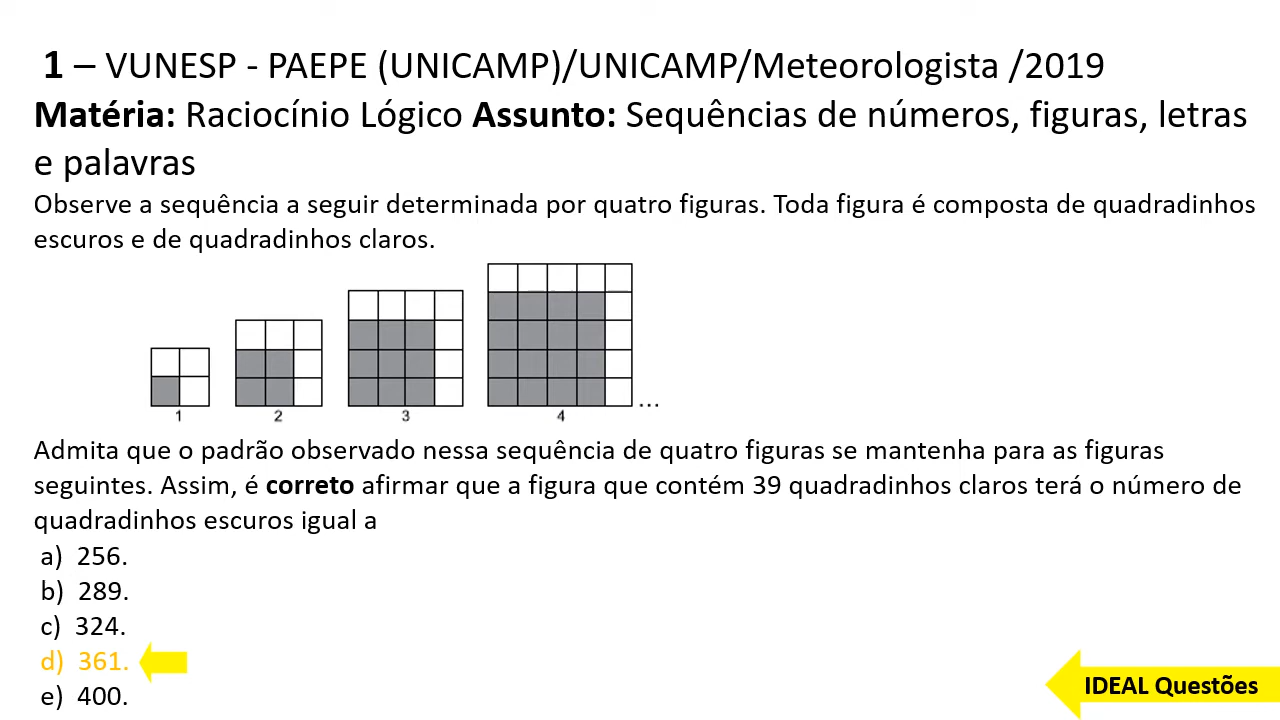 1 – VUNESP - PAEPE (UNICAMP)/UNICAMP/Meteorologista /2019
Matéria: Raciocínio Lógico Assunto: Sequências de números, figuras, letras
e palavras
Observe a sequência a seguir determinada por quatro figuras. Toda figura é composta de quadradinhos
escuros e de quadradinhos claros.
1 2 3 4 ...
Admita que o padrão observado nessa sequência de quatro figuras se mantenha para as figuras
seguintes. Assim, é correto afirmar que a figura que contém 39 quadradinhos claros terá o número de
quadradinhos escuros igual a
a) 256.
b) 289.
c) 324.
d) 361.
e) 400.
IDEAL Questões